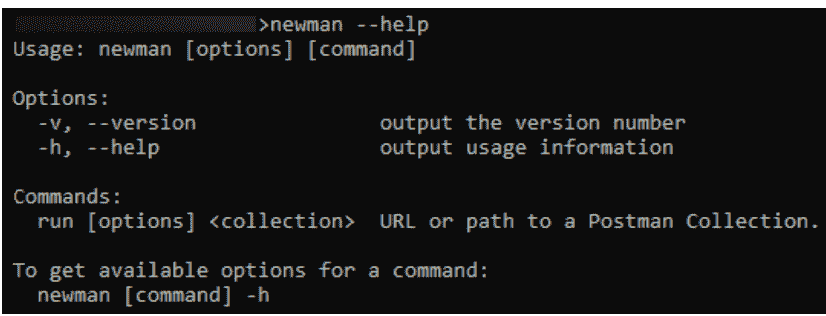 >newman --help
Usage: newman [options] [command]
Options:
-v, --version output the version number
-h, --help output usage information
Commands:
run [options] <collection> URL or path to a Postman Collection.
To get available options for a command:
newman [command] -h